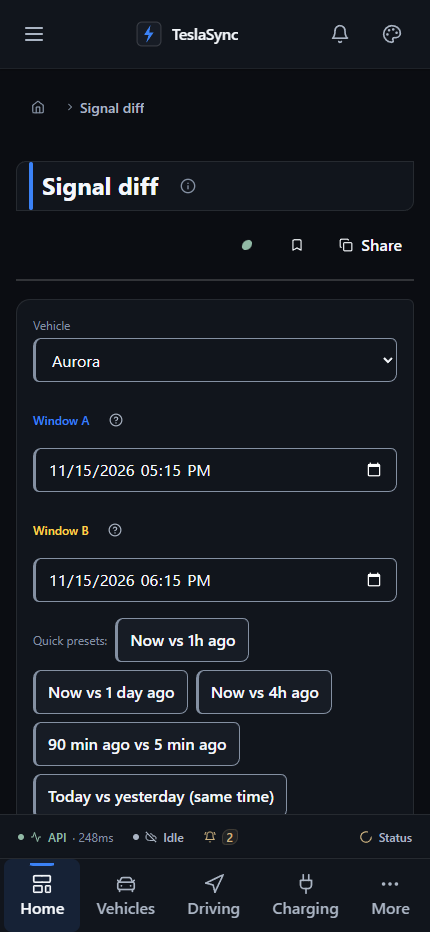 TeslaSync
Signal diff
Signal diff
Share
Vehicle
Aurora
Window A
11/15/2026 05:15 PM
Window B
11/15/2026 06:15 PM
Quick presets: Now vs 1h ago
Now vs 1 day ago Now vs 4h ago
90 min ago vs 5 min ago
Today vs yesterday (same time)
API · 248ms Idle 2 Status
Home Vehicles Driving Charging More